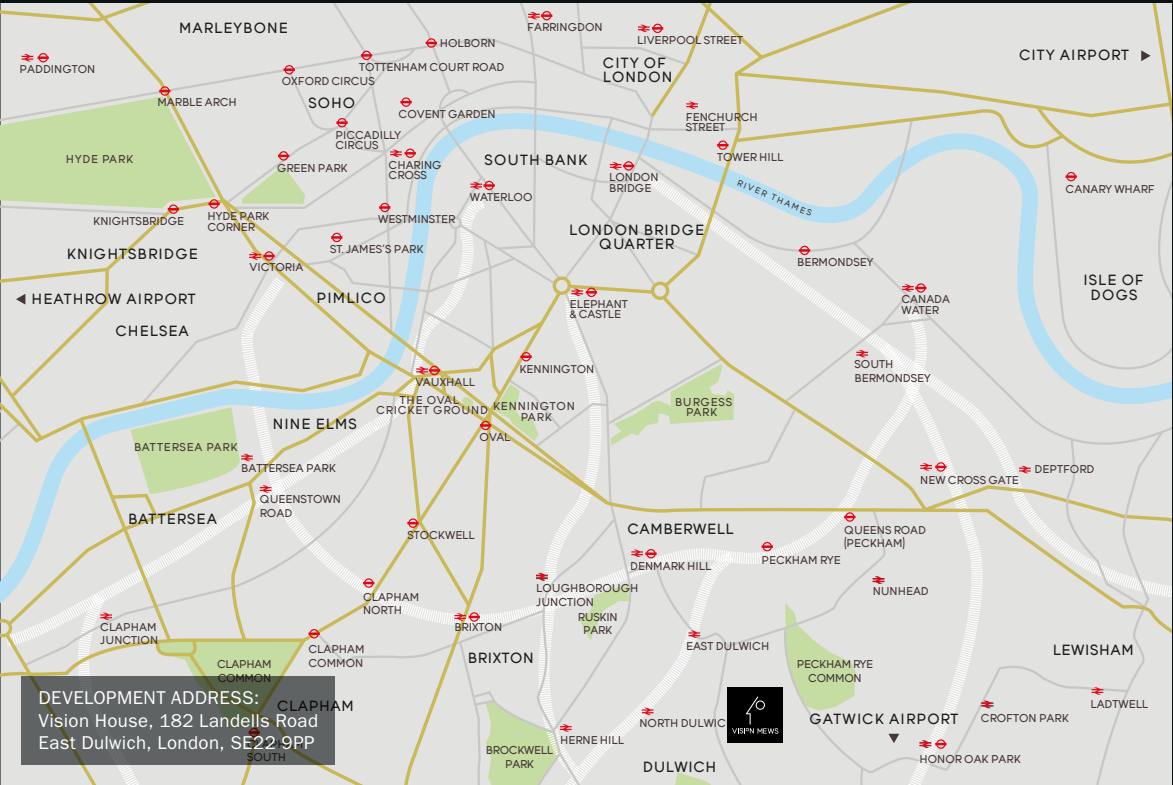 MARLEYBONE
FARRINGDON
LIVERPOOL STREET
HOLBORN
CITY AIRPORT
PADDINGTON
TOTTENHAM COURT ROAD
CITY OF
LONDON
OXFORD CIRCUS
MARBLE ARCH
SOHO
COVENT GARDEN
FENCHURCH
STREET
PICCADILLY
CIRCUS
HYDE PARK
GREEN PARK
CHARING
CROSS
SOUTH BANK
TOWER HILL
LONDON
BRIDGE
RIVER THAMES
CANARY WHARF
WATERLOO
KNIGHTSBRIDGE
HYDE PARK
CORNER
WESTMINSTER
LONDON BRIDGE
QUARTER
KNIGHTSBRIDGE
ST. JAMES'S PARK
VICTORIA
BERMONDSEY
HEATHROW AIRPORT
PIMLICO
ELEPHANT
& CASTLE
CANADA
WATER
ISLE OF
DOGS
CHELSEA
KENNINGTON
SOUTH
BERMONDSEY
VAUXHALL
THE OVAL
CRICKET GROUND
KENNINGTON
PARK
BURGESS
PARK
NINE ELMS
OVAL
BATTERSEA PARK
BATTERSEA PARK
NEW CROSS GATE
DEPTFORD
QUEENSTOWN
ROAD
BATTERSEA
STOCKWELL
CAMBERWELL
QUEENS ROAD
(PECKHAM)
DENMARK HILL
PECKHAM RYE
LOUGHBOROUGH
JUNCTION
NUNHEAD
CLAPHAM
NORTH
RUSKIN
PARK
CLAPHAM
JUNCTION
BRIXTON
CLAPHAM
COMMON
EAST DULWICH
BRIXTON
LEWISHAM
CLAPHAM
COMMON
PECKHAM RYE
COMMON
DEVELOPMENT ADDRESS:
Vision House, 182 Landells Road
East Dulwich, London, SE22 9PP
CLAPHAM
SOUTH
NORTH DULWIC
VISION MEWS
GATWICK AIRPORT
CROFTON PARK
LADTWELL
HERNE HILL
BROCKWELL
PARK
HONOR OAK PARK
DULWICH